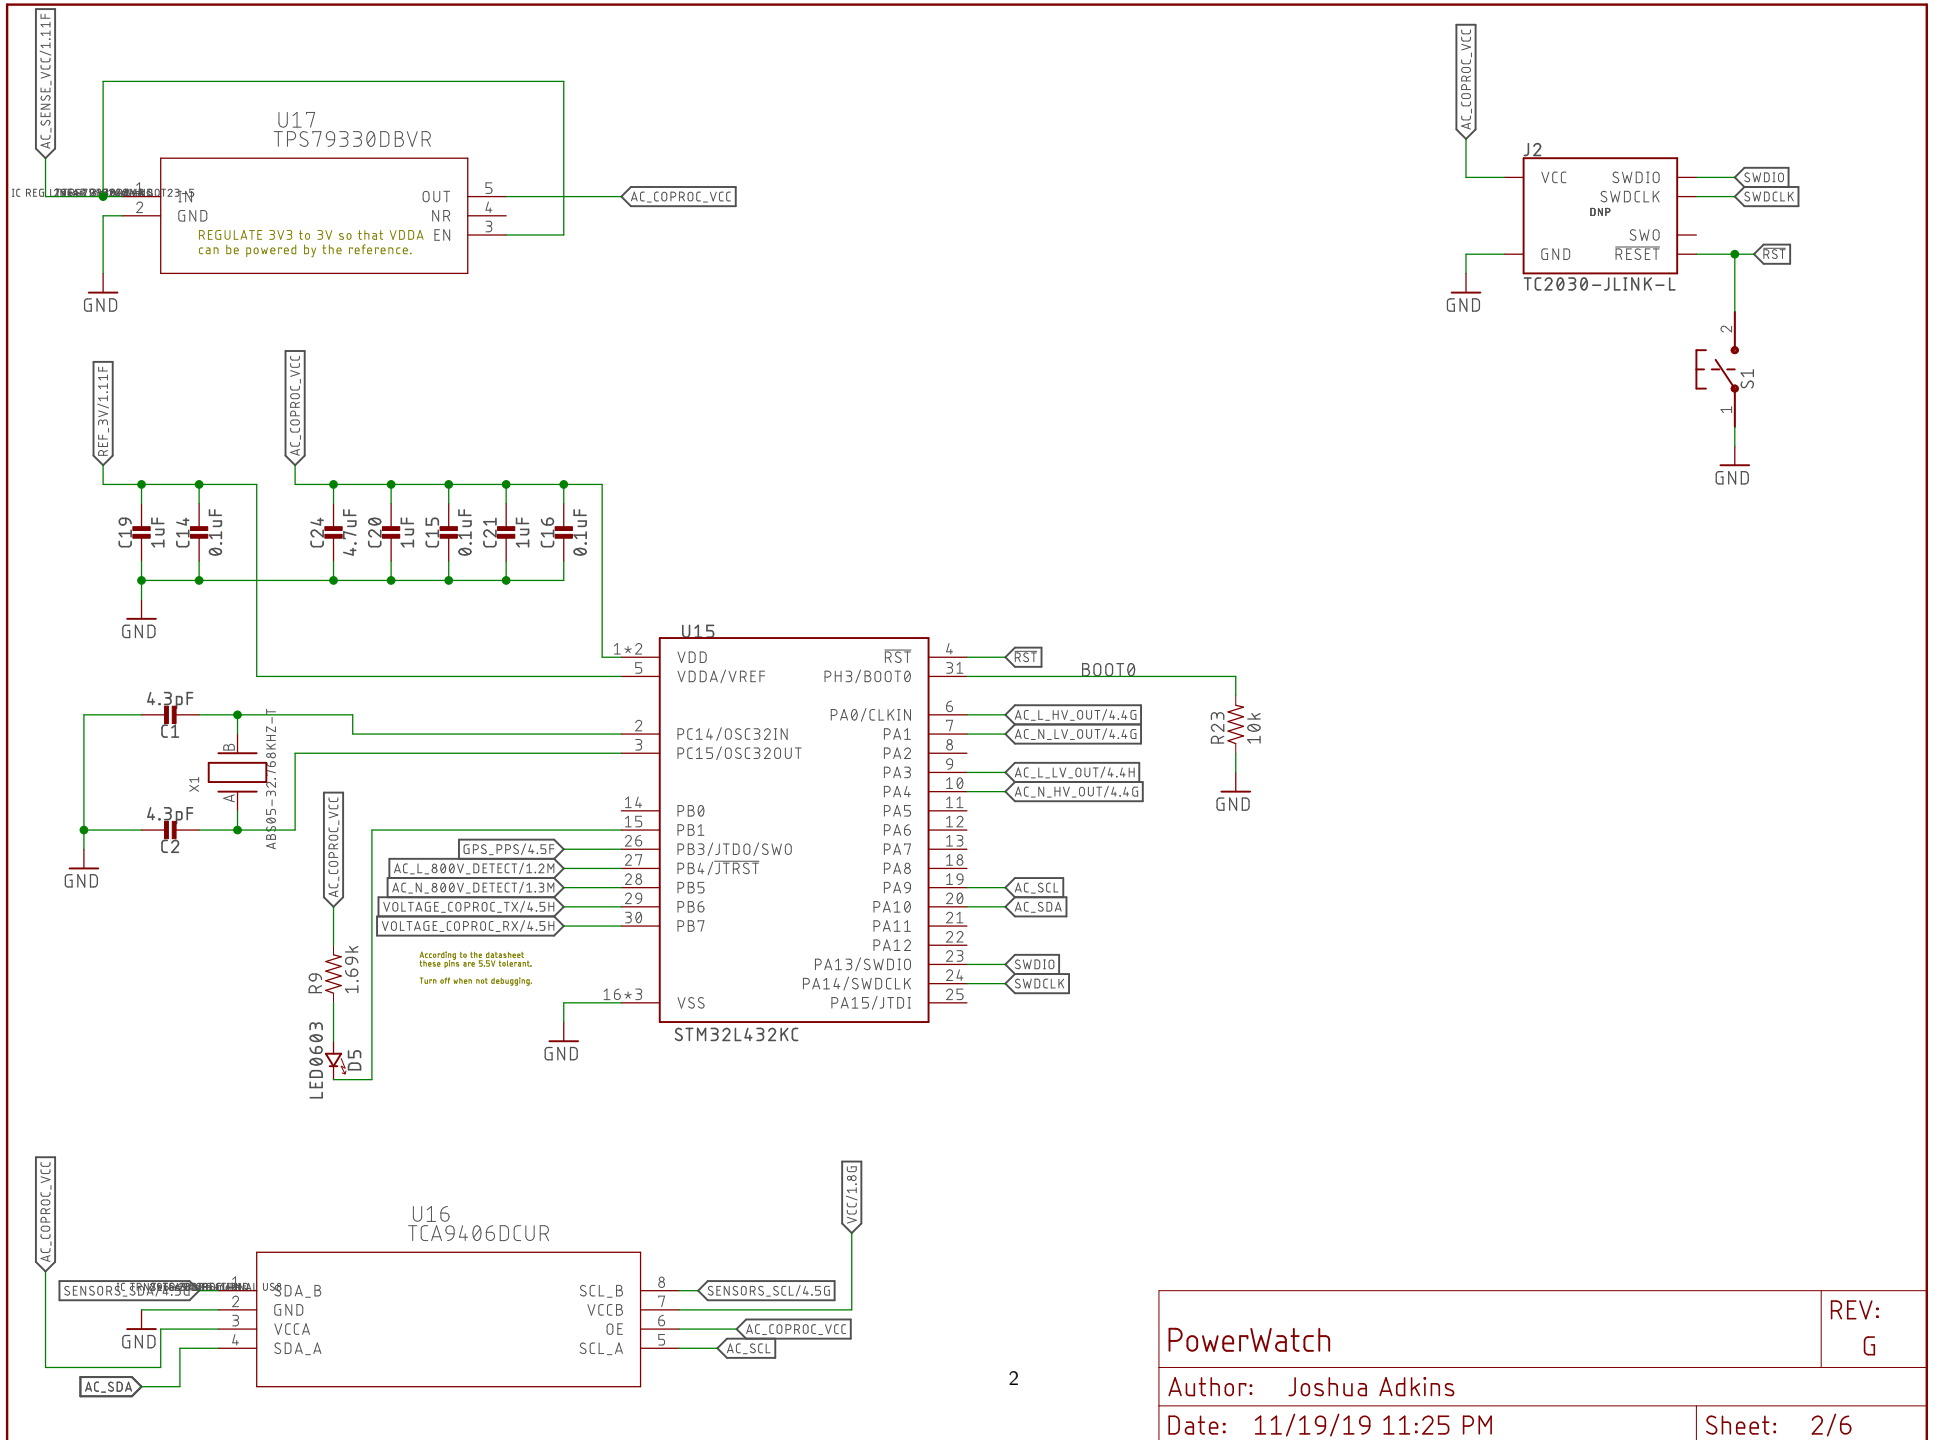 AC_SENSE_VCC/1.11F
U17
TPS79330DBVR
1
IN
2
GND
OUT
5
NR
4
EN
3
REGULATE 3V3 to 3V so that VDDA
can be powered by the reference.
AC_COPROC_VCC
GND
AC_COPROC_VCC
J2
VCC
SWDIO
SWDCLK
DNP
SWO
GND
RESET
TC2030-JLINK-L
SWDIO
SWDCLK
RST
GND
2
S1
1
GND
REF_3V/1.11F
AC_COPROC_VCC
C19
1uF
C14
0.1uF
C24
4.7uF
C20
1uF
C15
0.1uF
C21
1uF
C16
0.1uF
GND
4.3pF
C1
B
X1
A
ABS05-32.768KHZ-T
4.3pF
C2
GND
U15
1*2 VDD
5 VDDA/VREF
2 PC14/OSC32IN
3 PC15/OSC32OUT
14 PB0
15 PB1
26 PB3/JTDO/SWO
27 PB4/JTRST
28 PB5
29 PB6
30 PB7
16*3 VSS
RST 4
PH3/BOOT0 31
PA0/CLKIN 6
PA1 7
PA2 8
PA3 9
PA4 10
PA5 11
PA6 12
PA7 13
PA8 18
PA9 19
PA10 20
PA11 21
PA12 22
PA13/SWDIO 23
PA14/SWDCLK 24
PA15/JTDI 25
STM32L432KC
RST
BOOT0
AC_L_HV_OUT/4.4G
AC_N_LV_OUT/4.4G
AC_L_LV_OUT/4.4H
AC_N_HV_OUT/4.4G
AC_SCL
AC_SDA
SWDIO
SWDCLK
R23
10k
GND
GPS_PPS/4.5F
AC_L_800V_DETECT/1.2M
AC_N_800V_DETECT/1.3M
VOLTAGE_COPROC_TX/4.5H
VOLTAGE_COPROC_RX/4.5H
According to the datasheet
these pins are 5.5V tolerant.
Turn off when not debugging.
GND
AC_COPROC_VCC
R9
1.69k
LED0603
D5
AC_COPROC_VCC
U16
TCA9406DCUR
1 SDA_B
2 GND
3 VCCA
4 SDA_A
SCL_B 8
VCCB 7
OE 6
SCL_A 5
GND
AC_SDA
SENSORS_SCL/4.5G
AC_COPROC_VCC
AC_SCL
VCC/1.8G
2
PowerWatch
REV:
G
Author: Joshua Adkins
Date: 11/19/19 11:25 PM
Sheet: 2/6